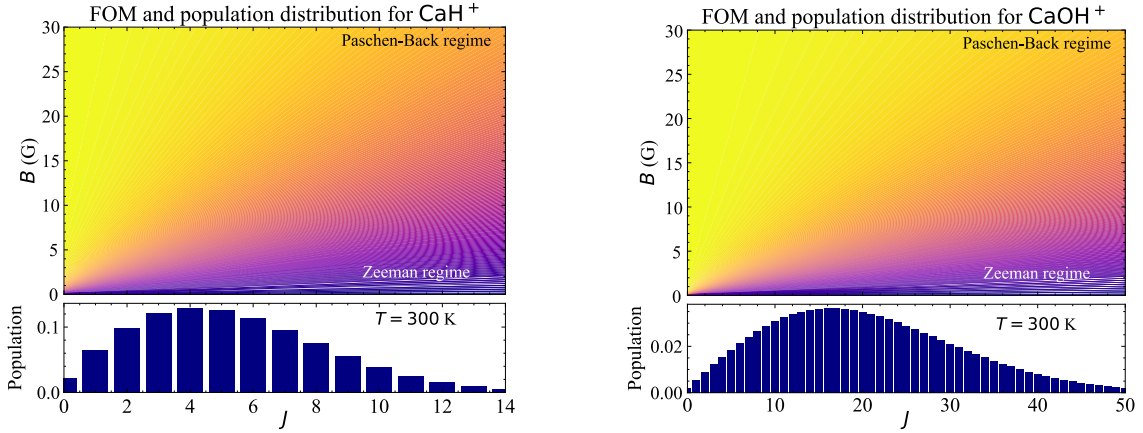 FOM and population distribution for CaH⁺
Paschen-Back regime
30
25
20
15
10
5
0
B (G)
Zeeman regime
T = 300 K
0.1
0.0
Population
0 2 4 6 8 10 12 14
J
FOM and population distribution for CaOH⁺
Paschen-Back regime
30
25
20
15
10
5
0
B (G)
Zeeman regime
T = 300 K
0.02
0.00
Population
0 10 20 30 40 50
J